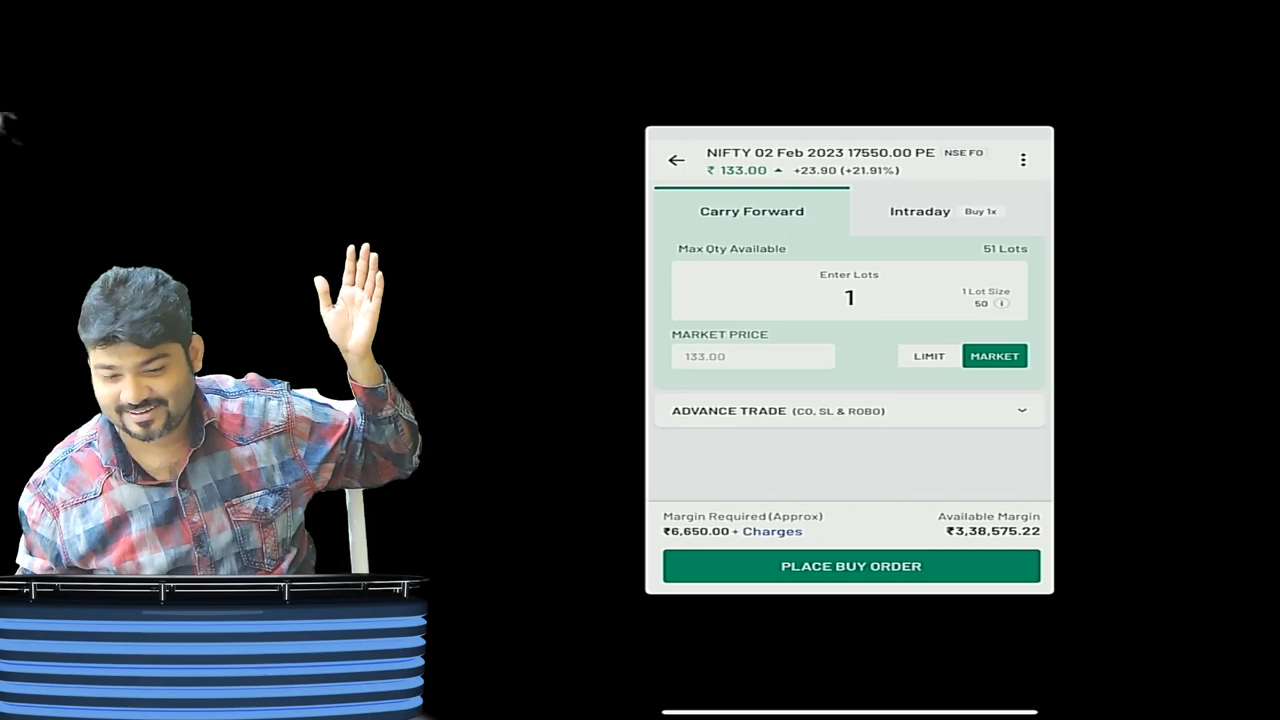 NIFTY 02 Feb 2023 17550.00 PE NSE FO
₹ 133.00 ▲ +23.90 (+21.91%)
Carry Forward
Intraday Buy 1x
Max Qty Available 51 Lots
Enter Lots
1
1 Lot Size
50
MARKET PRICE
133.00
LIMIT MARKET
ADVANCE TRADE (CO, SL & ROBO)
Margin Required (Approx) Available Margin
₹6,650.00 + Charges ₹3,38,575.22
PLACE BUY ORDER